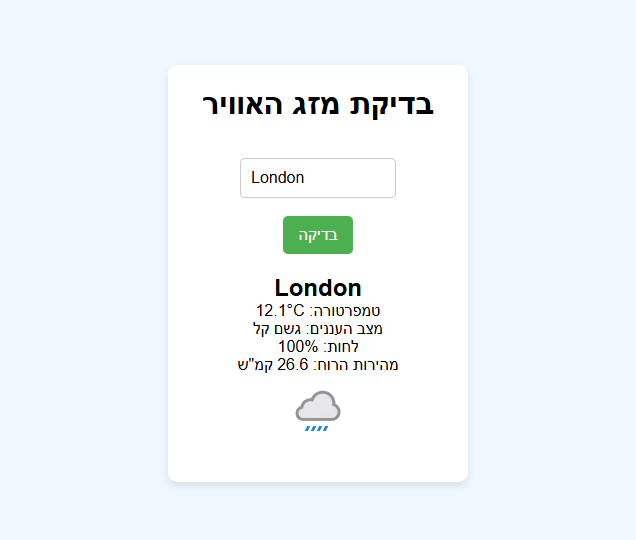 בדיקת מזג האוויר
London
בדיקה
London
טמפרטורה: 12.1°C
מצב העננים: גשם קל
לחות: 100%
מהירות הרוח: 26.6 קמ"ש